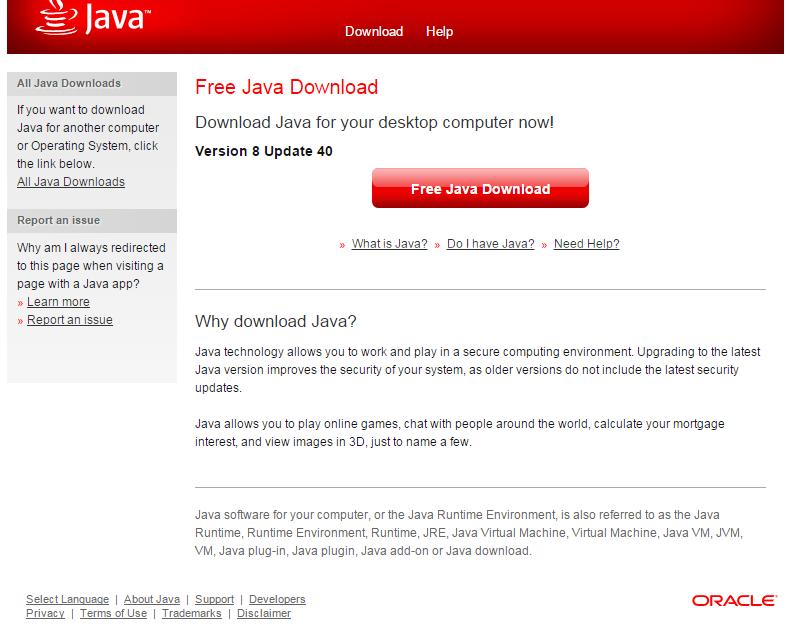 Java™
Download Help
All Java Downloads
If you want to download
Java for another computer
or Operating System, click
the link below.
All Java Downloads
Report an issue
Why am I always redirected
to this page when visiting a
page with a Java app?
» Learn more
» Report an issue
Free Java Download
Download Java for your desktop computer now!
Version 8 Update 40
Free Java Download
» What is Java? » Do I have Java? » Need Help?
Why download Java?
Java technology allows you to work and play in a secure computing environment. Upgrading to the latest
Java version improves the security of your system, as older versions do not include the latest security
updates.
Java allows you to play online games, chat with people around the world, calculate your mortgage
interest, and view images in 3D, just to name a few.
Java software for your computer, or the Java Runtime Environment, is also referred to as the Java
Runtime, Runtime Environment, Runtime, JRE, Java Virtual Machine, Virtual Machine, Java VM, JVM,
VM, Java plug-in, Java plugin, Java add-on or Java download.
Select Language | About Java | Support | Developers
Privacy | Terms of Use | Trademarks | Disclaimer
ORACLE